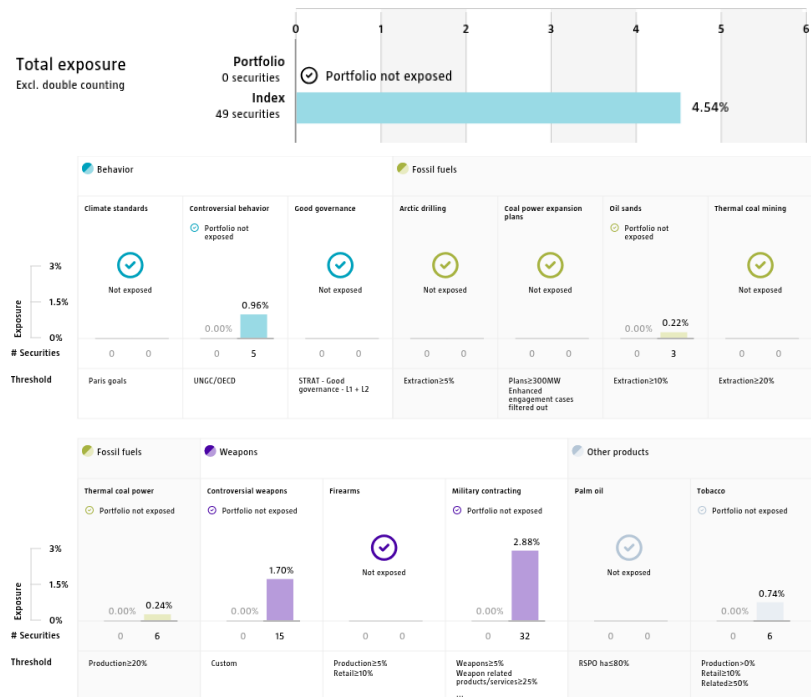 0 1 2 3 4 5 6
Total exposure
Excl. double counting
Portfolio
0 securities
Portfolio not exposed
Index
49 securities
4.54%
Behavior
Fossil fuels
Climate standards
Controversial behavior
Good governance
Arctic drilling
Coal power expansion
plans
Oil sands
Thermal coal mining
Portfolio not
exposed
Portfolio not
exposed
Exposure
3%
1.5%
0%
Not exposed
0.00%
0.96%
Not exposed
Not exposed
Not exposed
0.00%
0.22%
Not exposed
# Securities
0 0
0 5
0 0
0 0
0 0
0 3
0 0
Threshold
Paris goals
UNGC/OECD
STRAT - Good
governance - L1 + L2
Extraction≥5%
Plans≥300MW
Enhanced
engagement cases
filtered out
Extraction≥10%
Extraction≥20%
Fossil fuels
Weapons
Other products
Thermal coal power
Controversial weapons
Firearms
Military contracting
Palm oil
Tobacco
Portfolio not exposed
Portfolio not exposed
Portfolio not exposed
Portfolio not exposed
Exposure
3%
1.5%
0%
0.00%
0.24%
0.00%
1.70%
Not exposed
0.00%
2.88%
Not exposed
0.00%
0.74%
# Securities
0 6
0 15
0 0
0 32
0 0
0 6
Threshold
Production≥20%
Custom
Production≥5%
Retail≥10%
Weapons≥5%
Weapon related
products/services≥25%
RSPO ha≤80%
Production>0%
Retail≥10%
Related≥50%